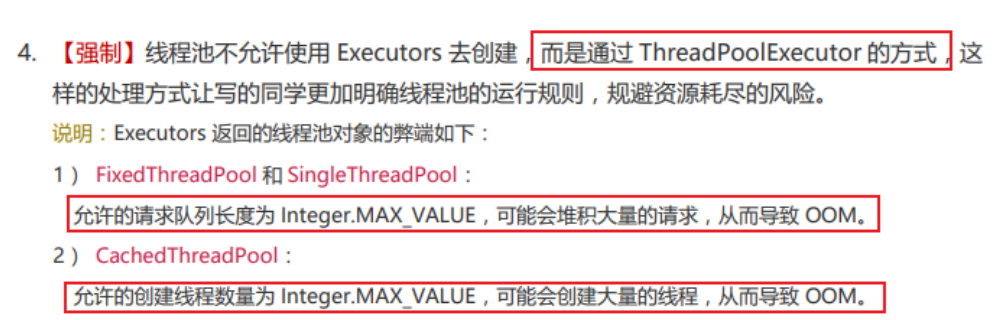 4. 【强制】线程池不允许使用 Executors 去创建，而是通过 ThreadPoolExecutor 的方式，这
样的处理方式让写的同学更加明确线程池的运行规则，规避资源耗尽的风险。
说明：Executors 返回的线程池对象的弊端如下：
1） FixedThreadPool 和 SingleThreadPool：
允许的请求队列长度为 Integer.MAX_VALUE，可能会堆积大量的请求，从而导致 OOM。
2） CachedThreadPool：
允许的创建线程数量为 Integer.MAX_VALUE，可能会创建大量的线程，从而导致 OOM。